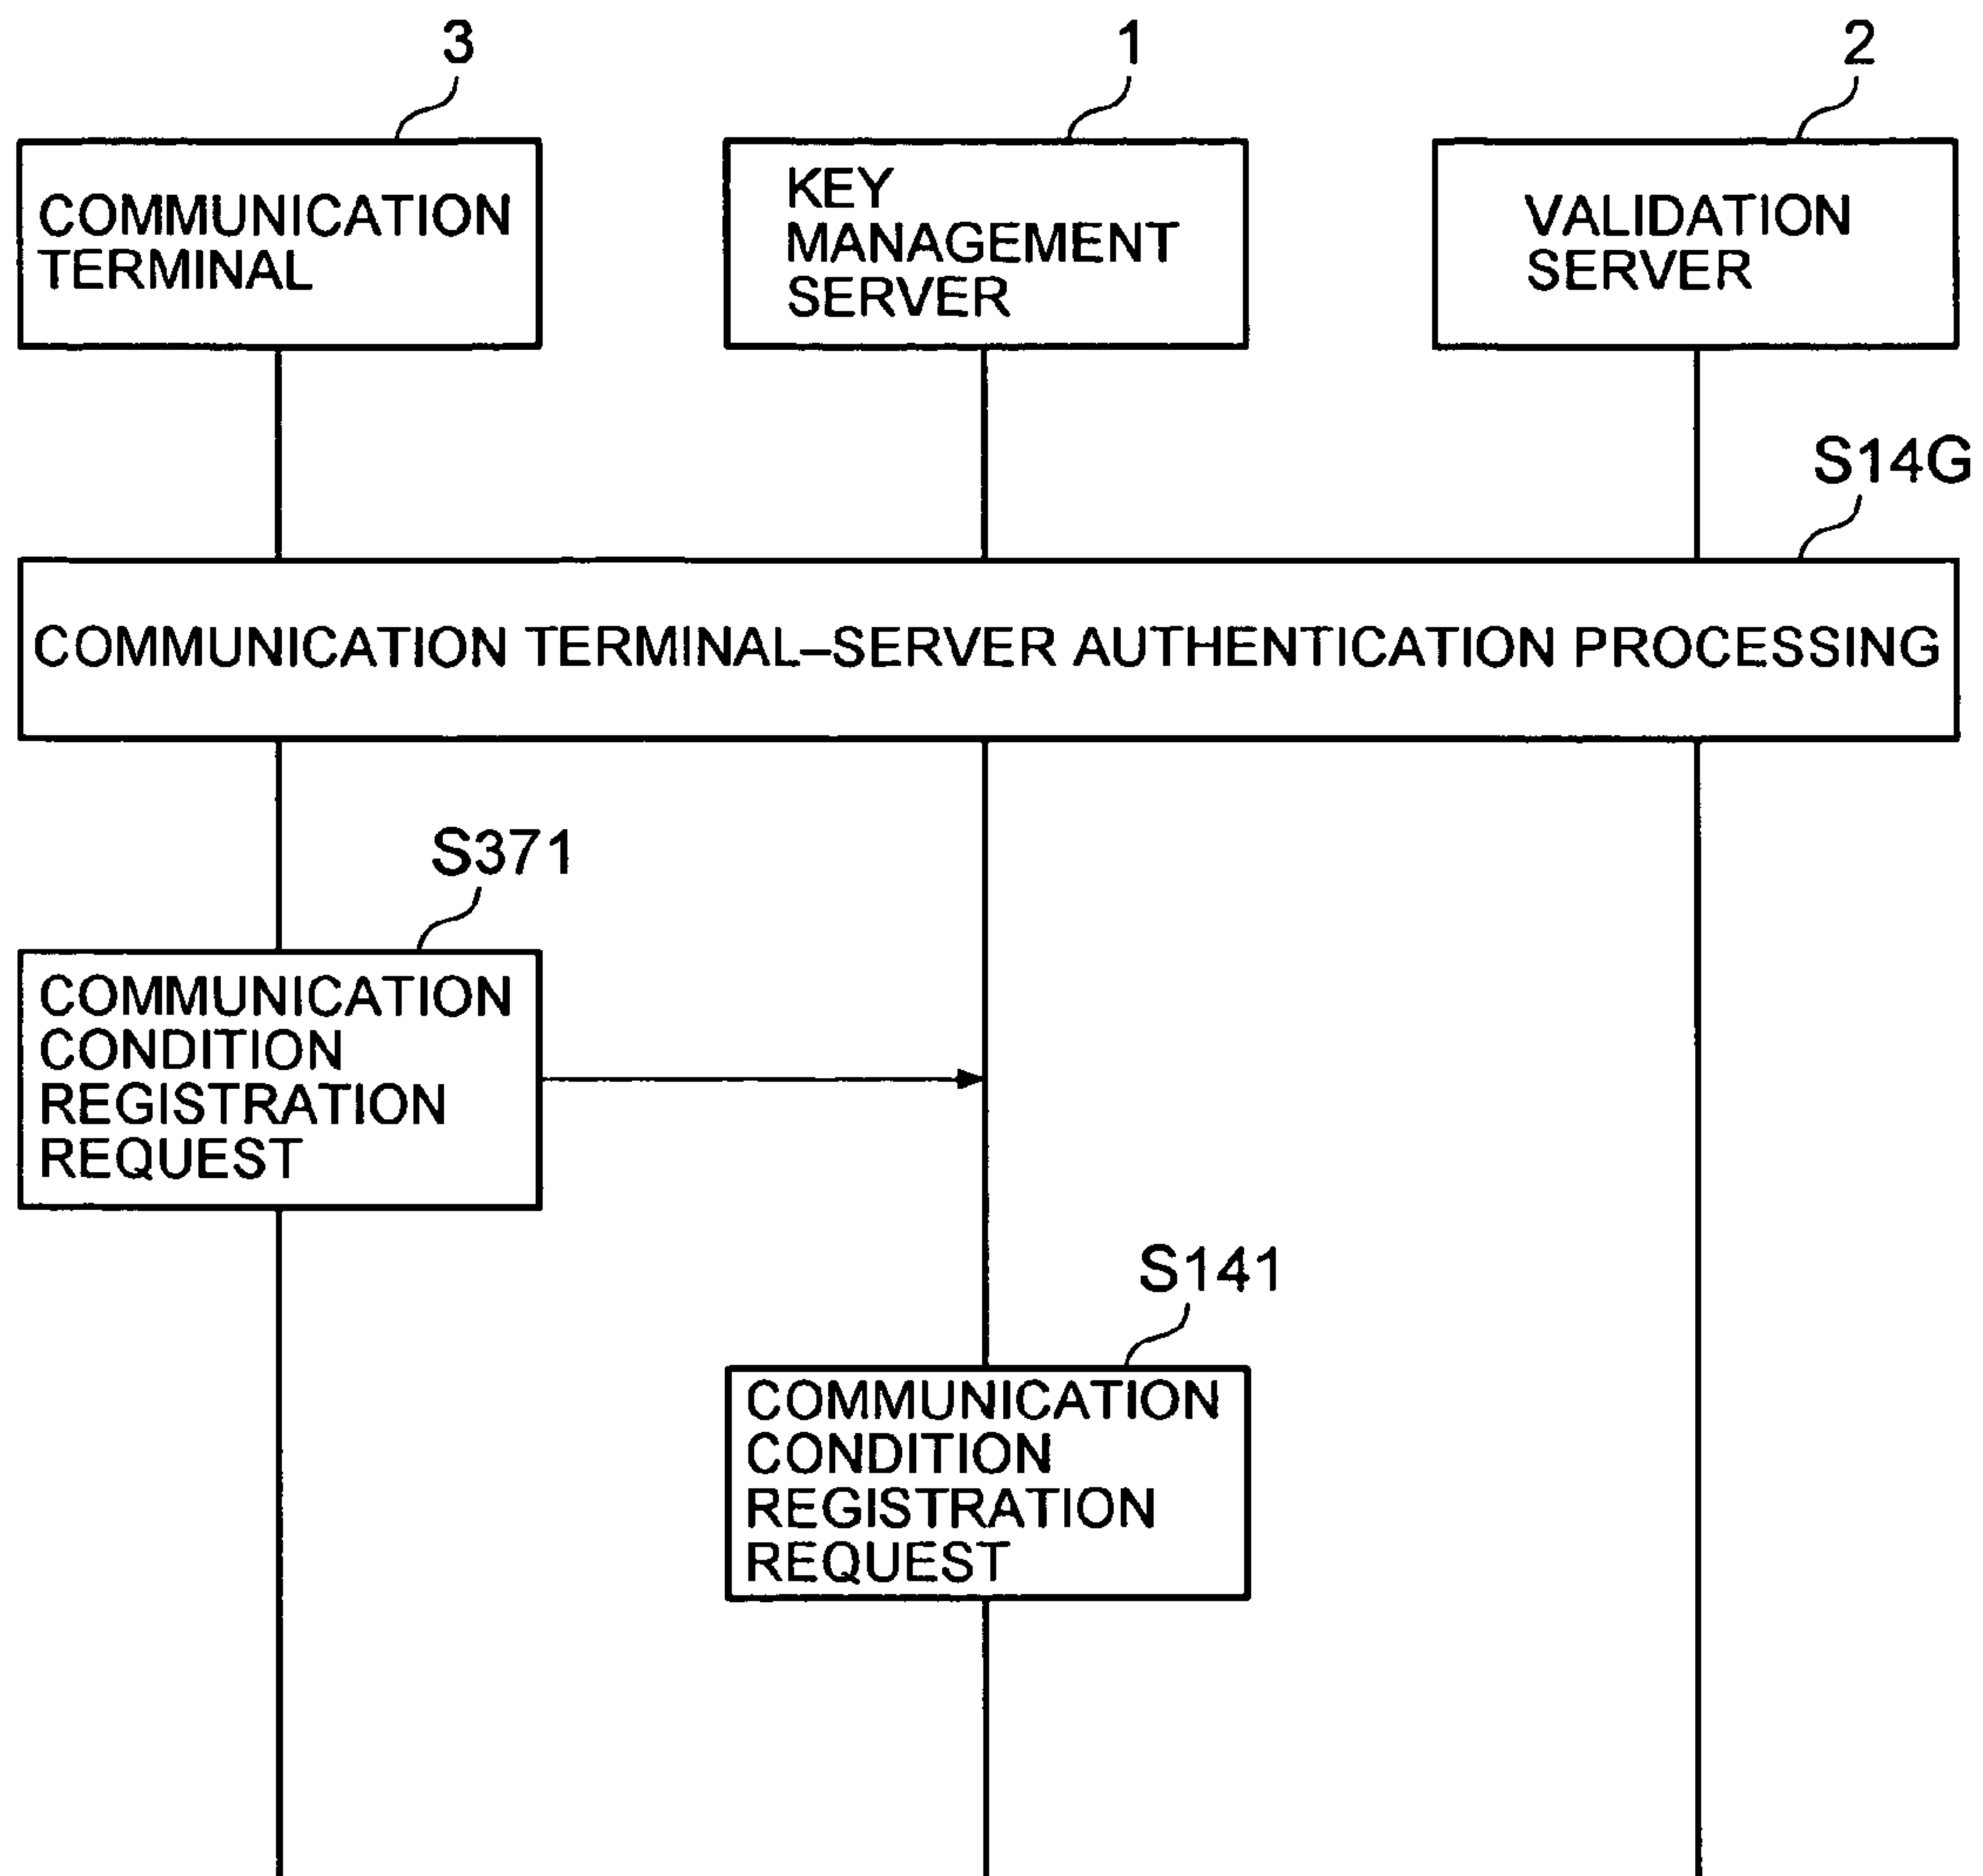 3
1
2
COMMUNICATION
TERMINAL
KEY
MANAGEMENT
SERVER
VALIDATION
SERVER
S14G
COMMUNICATION TERMINAL–SERVER AUTHENTICATION PROCESSING
S371
COMMUNICATION
CONDITION
REGISTRATION
REQUEST
S141
COMMUNICATION
CONDITION
REGISTRATION
REQUEST